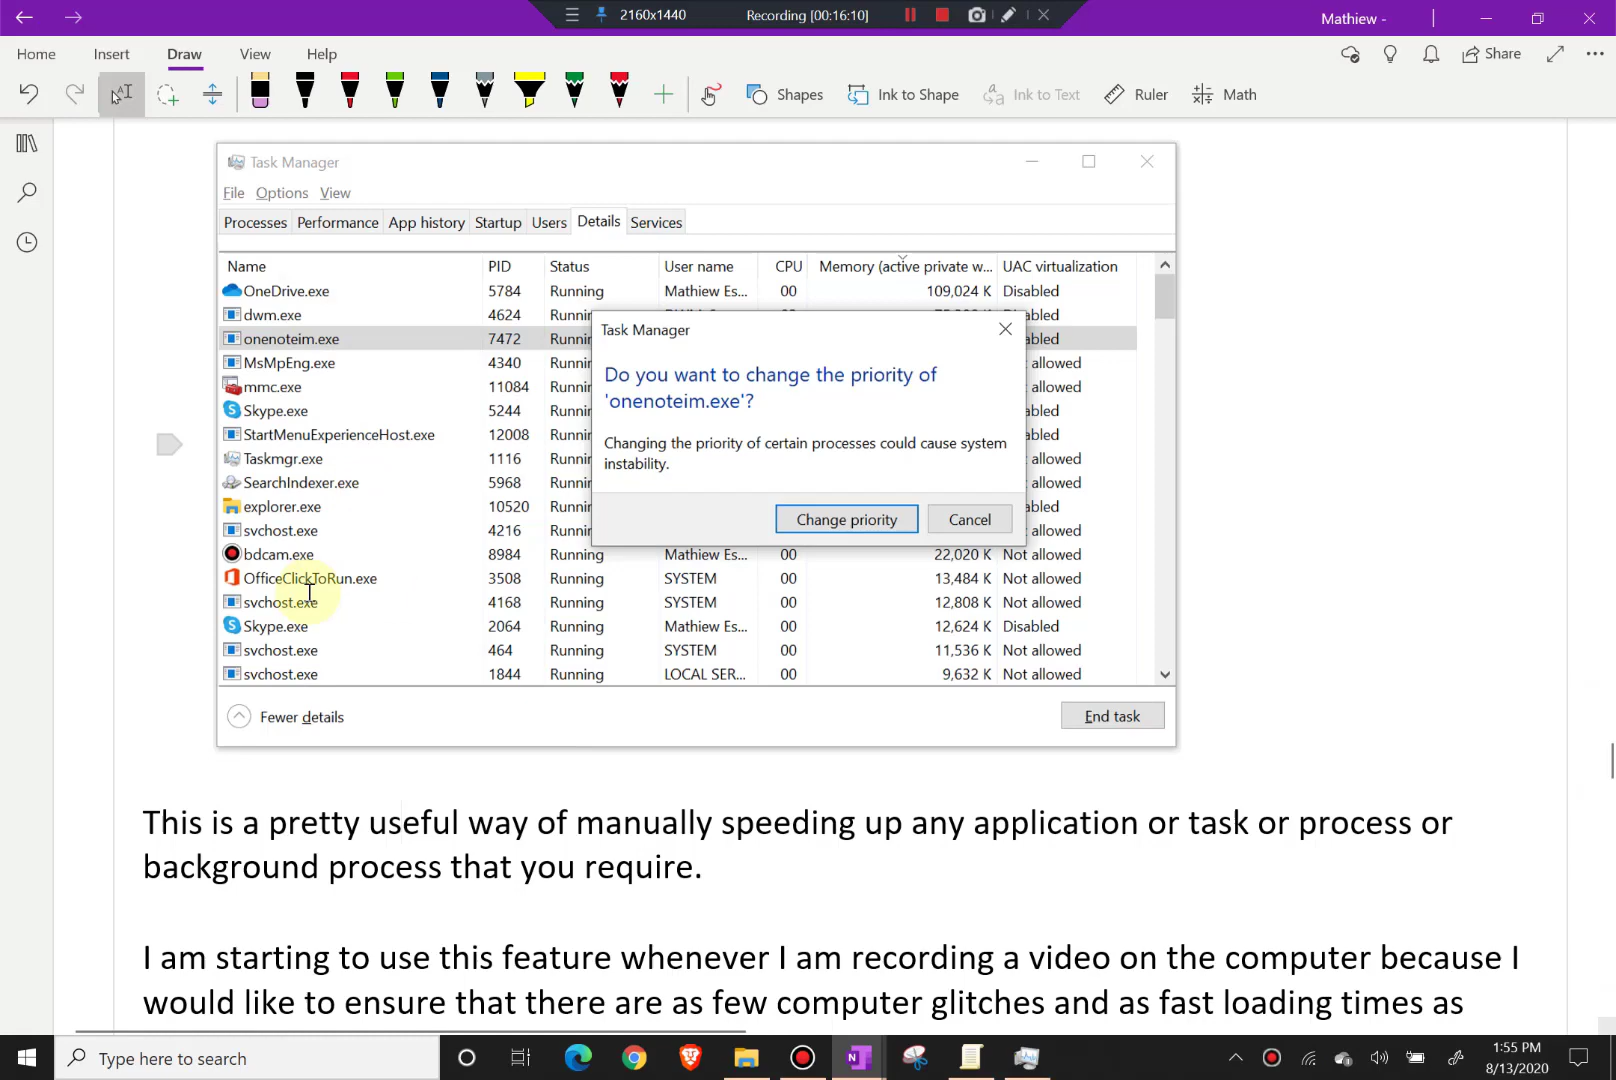 2160x1440 Recording [00:16:10] Mathiew -
Home Insert Draw View Help Share
Shapes Ink to Shape Ink to Text Ruler Math
Task Manager
File Options View
Processes Performance App history Startup Users Details Services
Name PID Status User name CPU Memory (active private w... UAC virtualization
OneDrive.exe 5784 Running Mathiew Es... 00 109,024 K Disabled
dwm.exe 4624
onenoteim.exe 7472
MsMpEng.exe 4340 allowed
mmc.exe 11084 allowed
Skype.exe 5244
StartMenuExperienceHost.exe 12008
Taskmgr.exe 1116 allowed
SearchIndexer.exe 5968 allowed
explorer.exe 10520
svchost.exe 4216 allowed
bdcam.exe 8984 Running Mathiew Es... 00 22,020 K Not allowed
OfficeClickToRun.exe 3508 Running SYSTEM 00 13,484 K Not allowed
svchost.exe 4168 Running SYSTEM 00 12,808 K Not allowed
Skype.exe 2064 Running Mathiew Es... 00 12,624 K Disabled
svchost.exe 464 Running SYSTEM 00 11,536 K Not allowed
svchost.exe 1844 Running LOCAL SER... 00 9,632 K Not allowed
Task Manager
Do you want to change the priority of
'onenoteim.exe'?
Changing the priority of certain processes could cause system
instability.
Change priority Cancel
Fewer details End task
This is a pretty useful way of manually speeding up any application or task or process or
background process that you require.
I am starting to use this feature whenever I am recording a video on the computer because I
would like to ensure that there are as few computer glitches and as fast loading times as
Type here to search
1:55 PM
8/13/2020